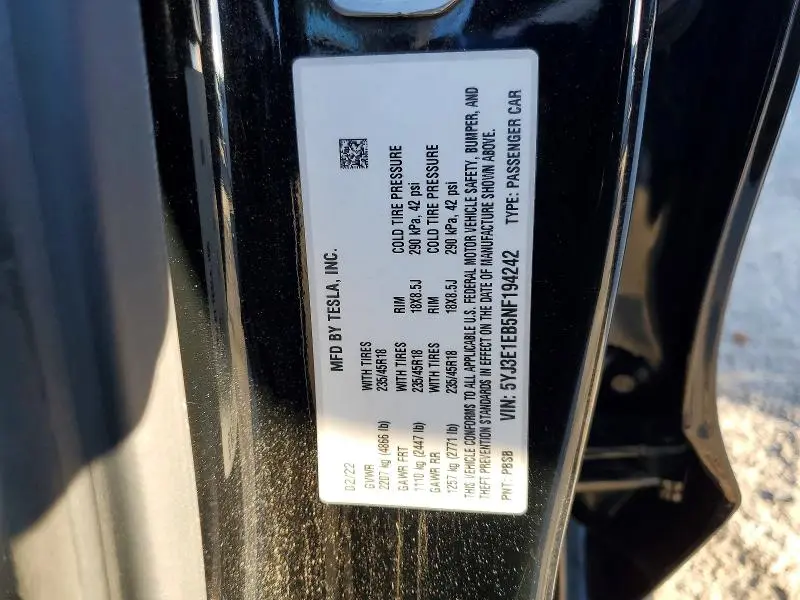 MFD BY TESLA, INC.
02/22
GVWR WITH TIRES
2207 kg (4866 lb) 235/45R18
GAWR FRT WITH TIRES RIM COLD TIRE PRESSURE
1110 kg (2447 lb) 235/45R18 18X8.5J 290 kPa, 42 psi
GAWR RR WITH TIRES RIM COLD TIRE PRESSURE
1257 kg (2771 lb) 235/45R18 18X8.5J 290 kPa, 42 psi
THIS VEHICLE CONFORMS TO ALL APPLICABLE U.S. FEDERAL MOTOR VEHICLE SAFETY, BUMPER, AND
THEFT PREVENTION STANDARDS IN EFFECT ON THE DATE OF MANUFACTURE SHOWN ABOVE.
PNT: PBSB VIN: 5YJ3E1EB5NF194242 TYPE: PASSENGER CAR